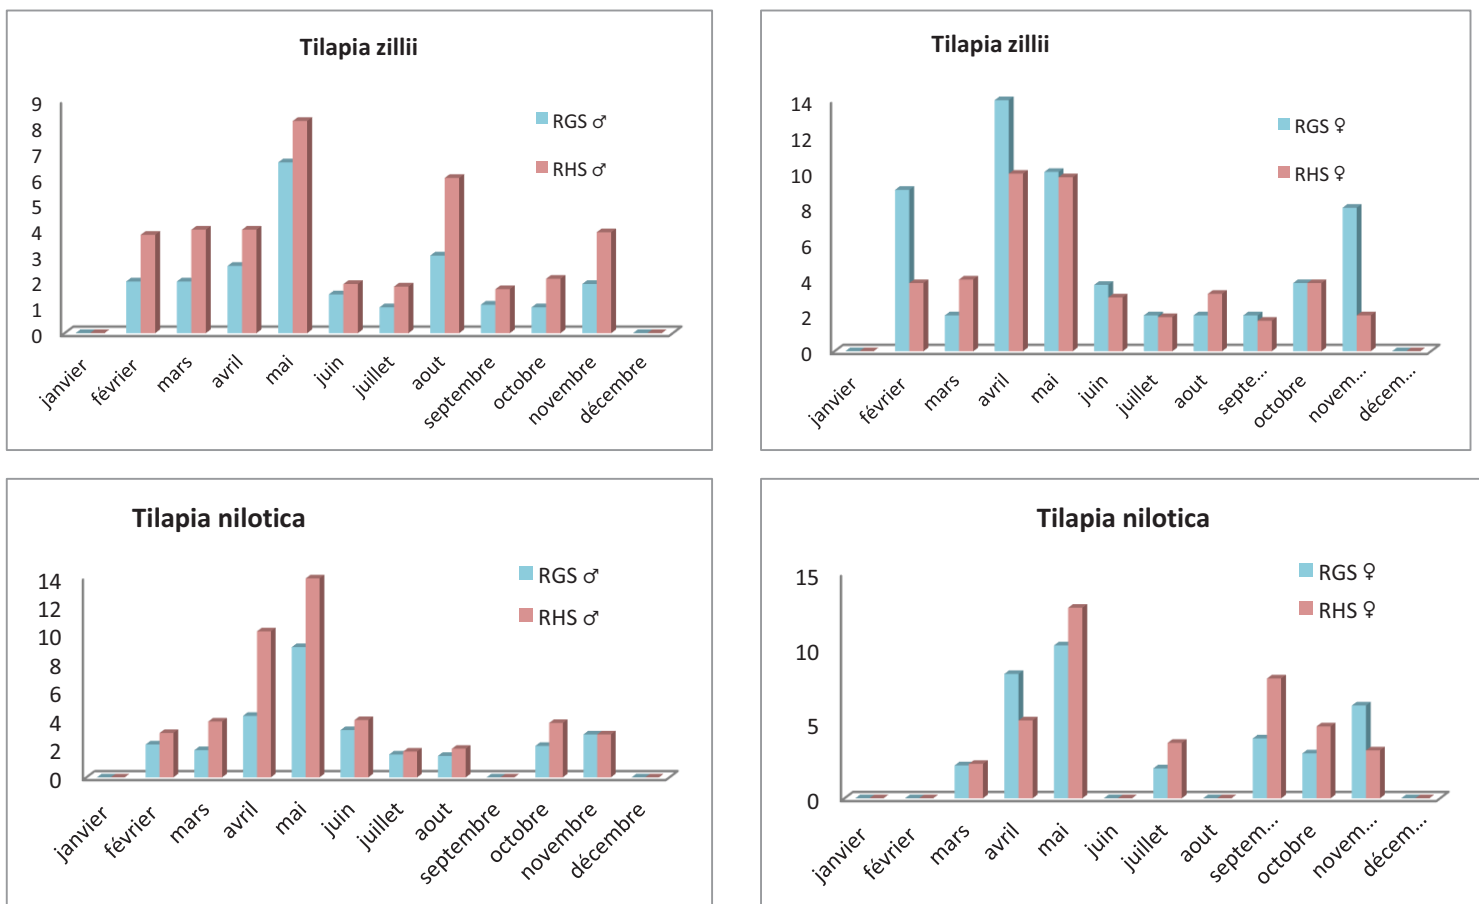 Tilapia zillii
9
8
7
6
5
4
3
2
1
0
RGS ♂
RHS ♂
janvier
février
mars
avril
mai
juin
juillet
aout
septembre
octobre
novembre
décembre
Tilapia zillii
14
12
10
8
6
4
2
0
RGS ♀
RHS ♀
janvier
février
mars
avril
mai
juin
juillet
aout
septe...
octobre
novem...
décem...
Tilapia nilotica
14
12
10
8
6
4
2
0
RGS ♂
RHS ♂
janvier
février
mars
avril
mai
juin
juillet
aout
septembre
octobre
novembre
décembre
Tilapia nilotica
15
10
5
0
RGS ♀
RHS ♀
janvier
février
mars
avril
mai
juin
juillet
aout
septem...
octobre
novem...
décem...